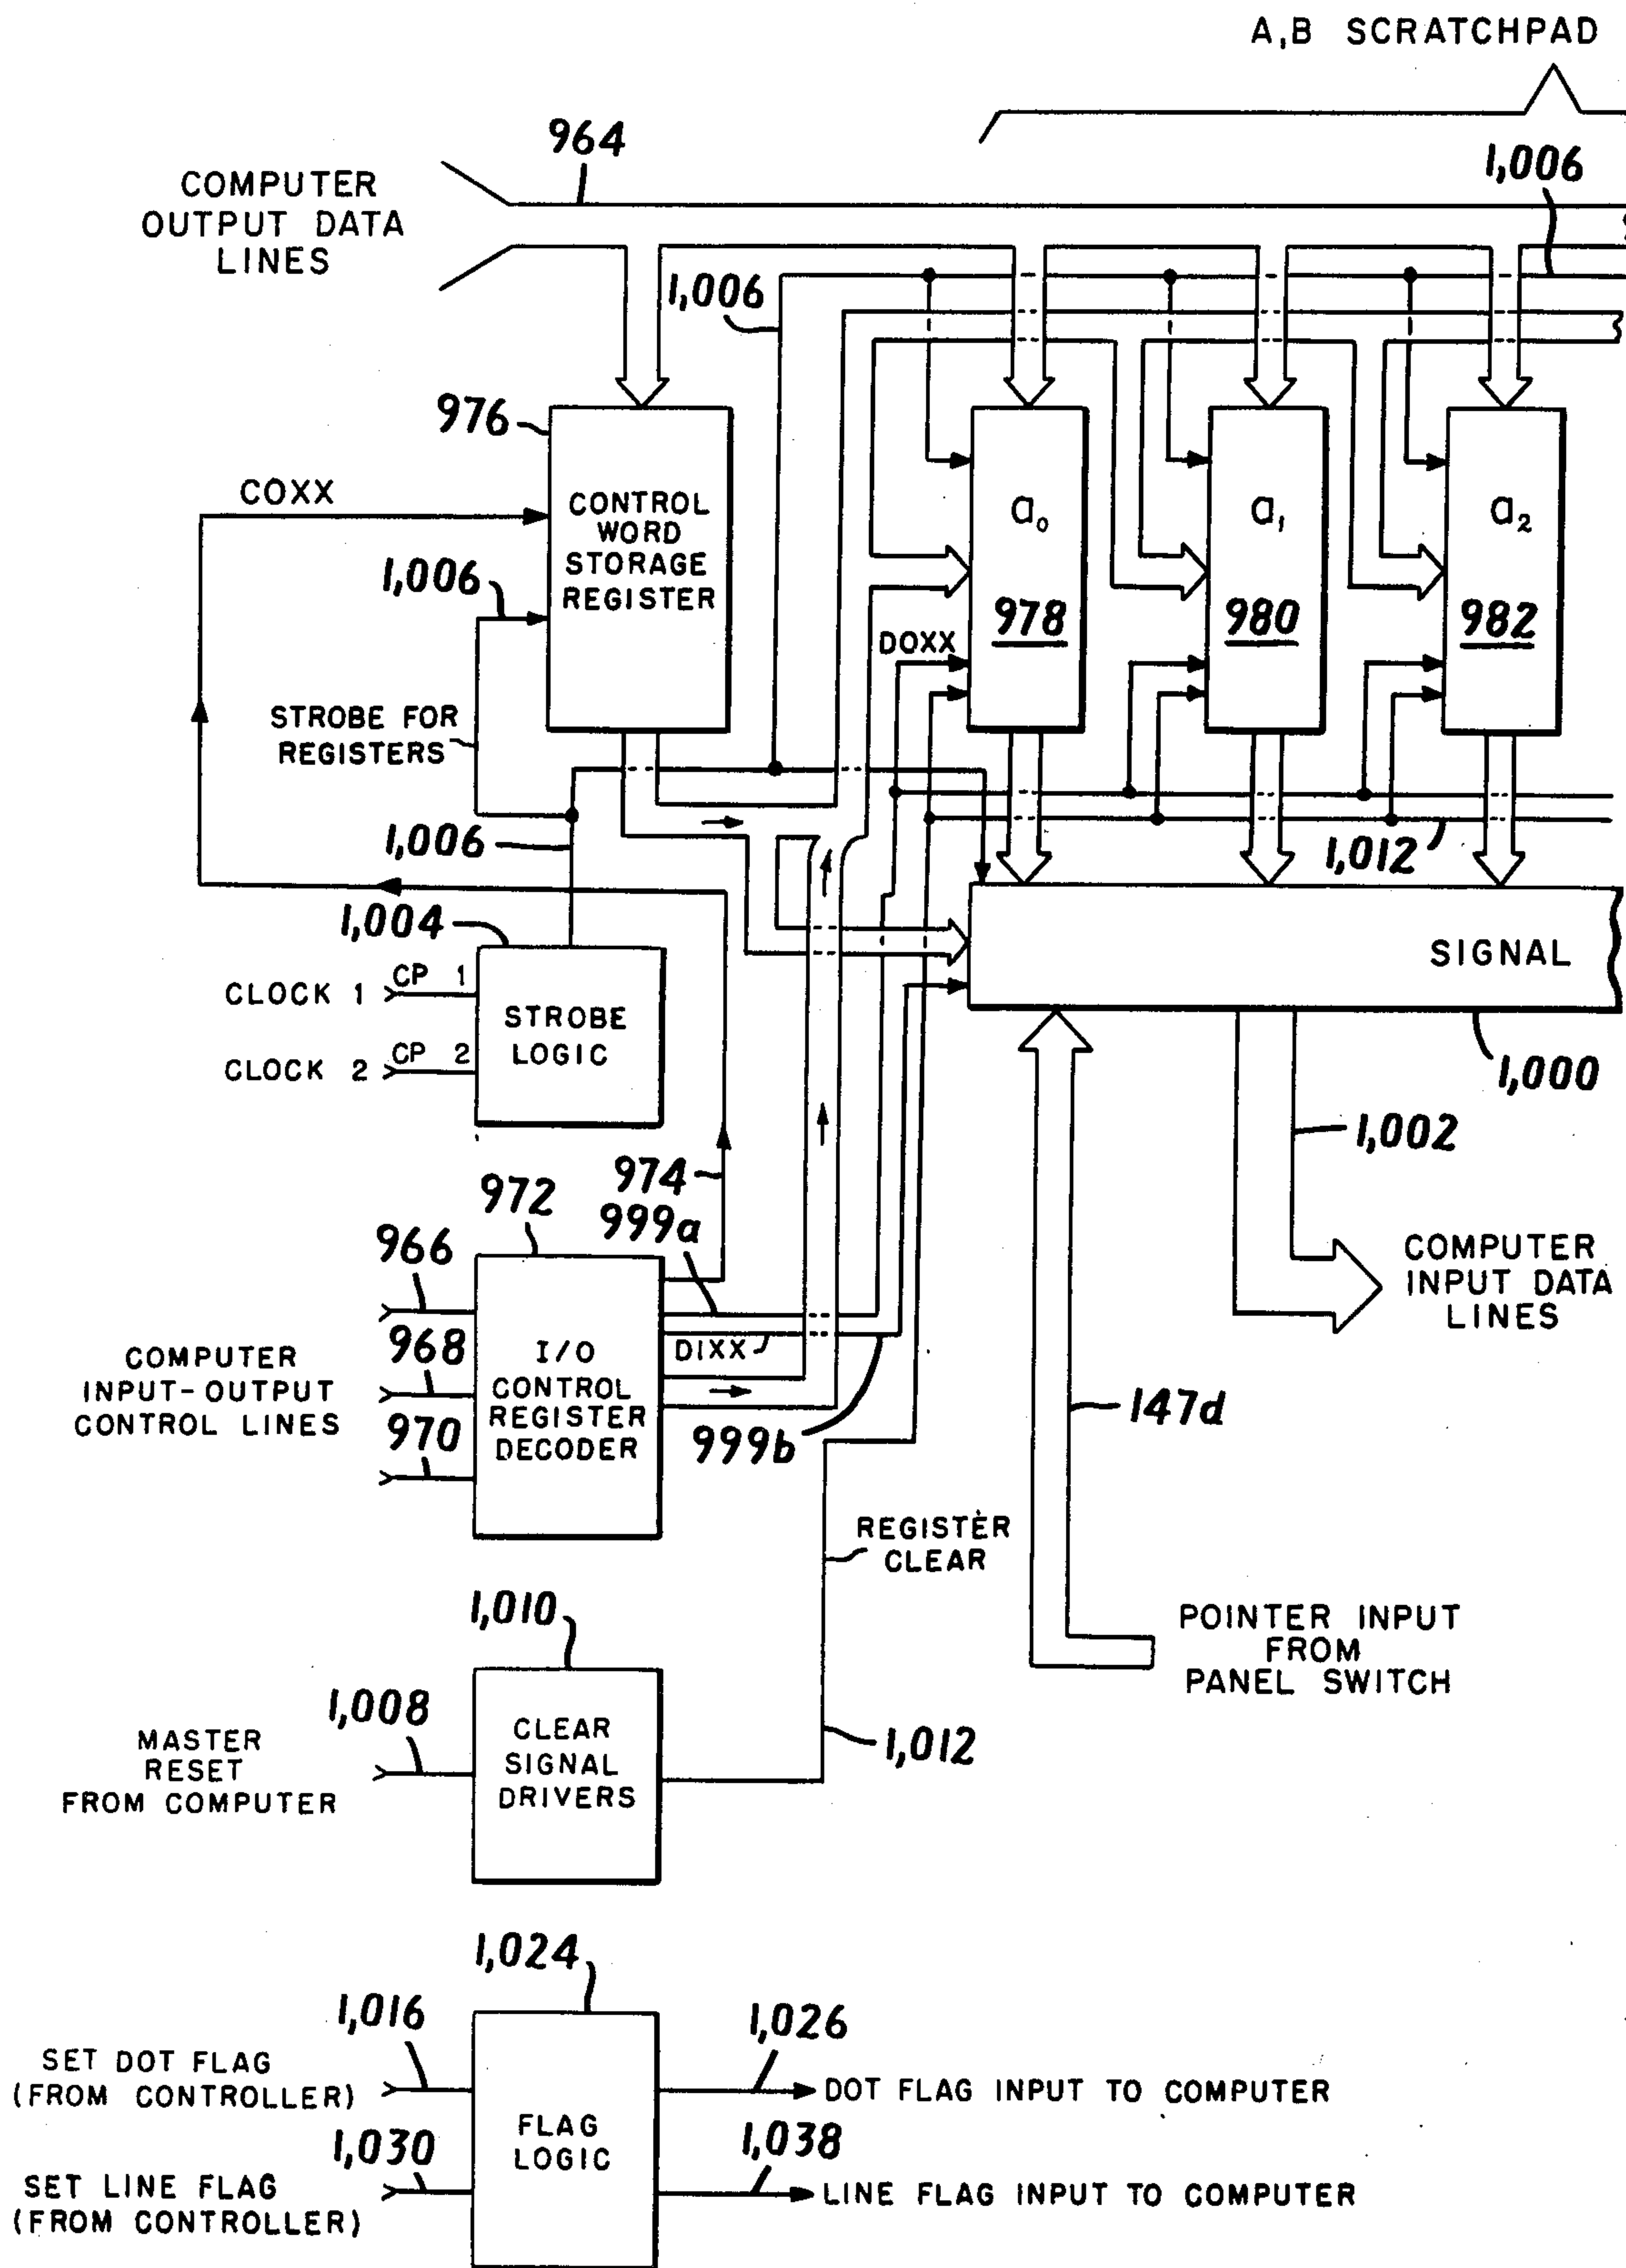 A,B SCRATCHPAD
964
1,006
COMPUTER
OUTPUT DATA
LINES
1,006
976
COXX
CONTROL
WORD
STORAGE
REGISTER
1,006
a₀
978
a₁
980
a₂
982
DOXX
STROBE FOR
REGISTERS
1,006
1,012
1,004
CLOCK 1 CP 1
CLOCK 2 CP 2
STROBE
LOGIC
SIGNAL
1,000
1,002
974
972
999a
966
968
970
COMPUTER
INPUT-OUTPUT
CONTROL LINES
I/O
CONTROL
REGISTER
DECODER
DIXX
999b
COMPUTER
INPUT DATA
LINES
147d
REGISTER
CLEAR
POINTER INPUT
FROM
PANEL SWITCH
1,010
1,008
MASTER
RESET
FROM COMPUTER
CLEAR
SIGNAL
DRIVERS
1,012
1,024
1,016
1,026
SET DOT FLAG
(FROM CONTROLLER)
DOT FLAG INPUT TO COMPUTER
FLAG
LOGIC
1,030
1,038
SET LINE FLAG
(FROM CONTROLLER)
LINE FLAG INPUT TO COMPUTER